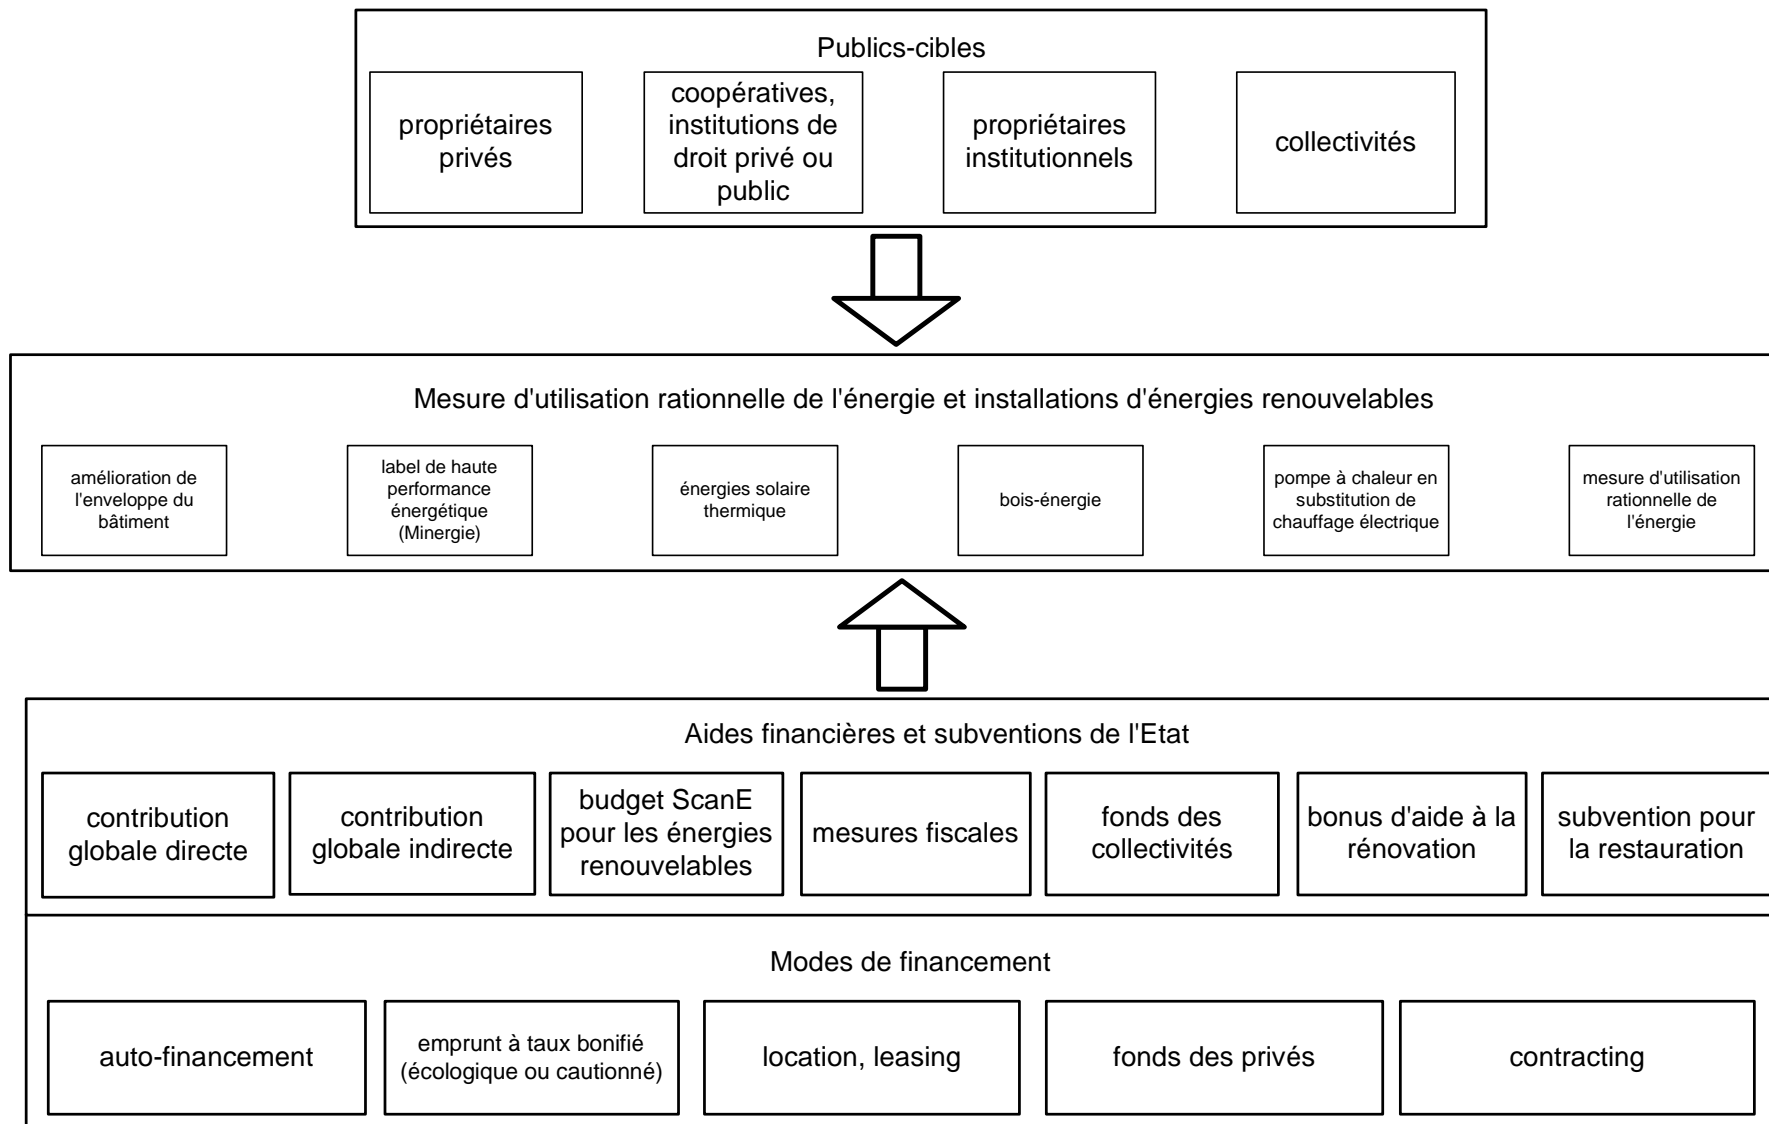 Publics-cibles
propriétaires
privés
coopératives,
institutions de
droit privé ou
public
propriétaires
institutionnels
collectivités
Mesure d'utilisation rationnelle de l'énergie et installations d'énergies renouvelables
amélioration de
l'enveloppe du
bâtiment
label de haute
performance
énergétique
(Minergie)
énergies solaire
thermique
bois-énergie
pompe à chaleur en
substitution de
chauffage électrique
mesure d'utilisation
rationnelle de
l'énergie
Aides financières et subventions de l'Etat
contribution
globale directe
contribution
globale indirecte
budget ScanE
pour les énergies
renouvelables
mesures fiscales
fonds des
collectivités
bonus d'aide à la
rénovation
subvention pour
la restauration
Modes de financement
auto-financement
emprunt à taux bonifié
(écologique ou cautionné)
location, leasing
fonds des privés
contracting